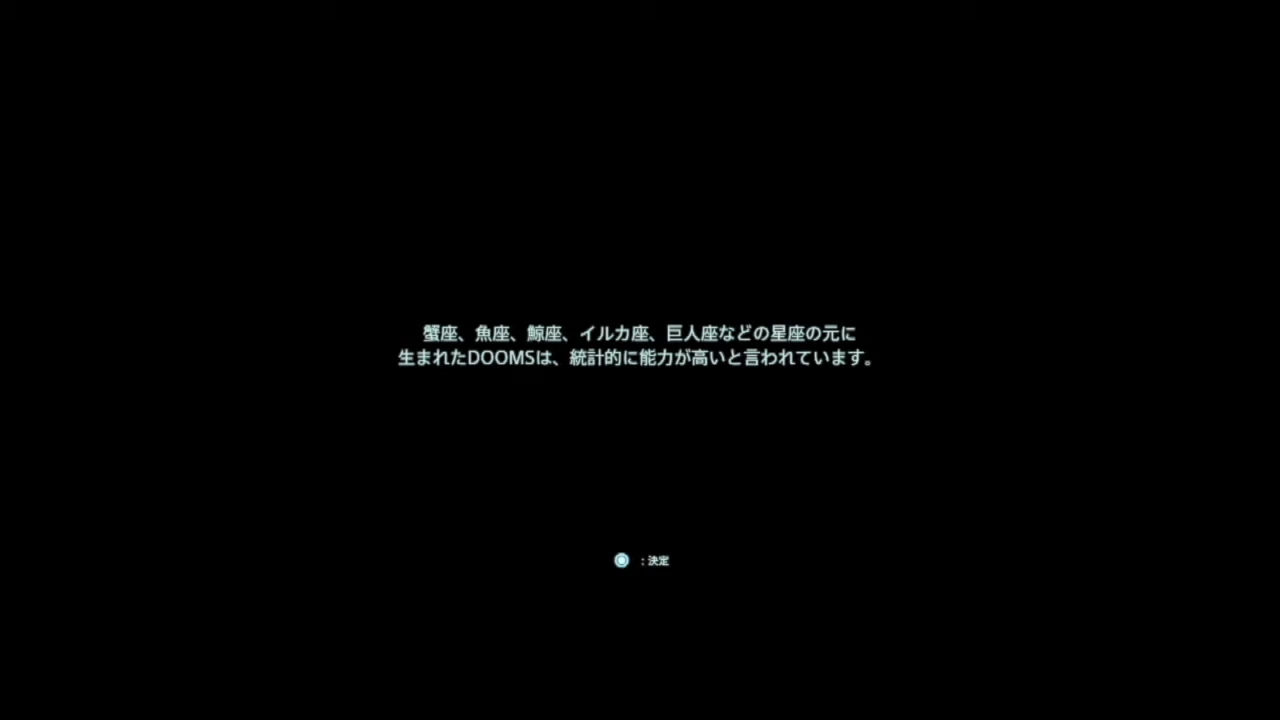 蟹座、魚座、鯨座、イルカ座、巨人座などの星座の元に
生まれたDOOMSは、統計的に能力が高いと言われています。
：決定